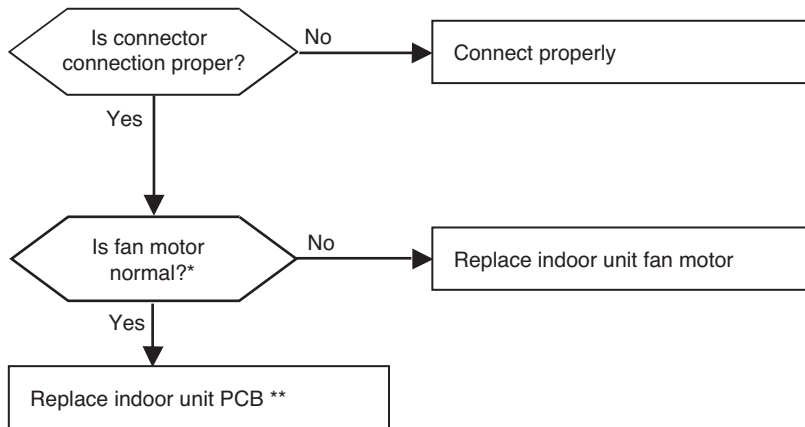 Is connector
connection proper?
No
Connect properly
Yes
Is fan motor
normal?*
No
Replace indoor unit fan motor
Yes
Replace indoor unit PCB **